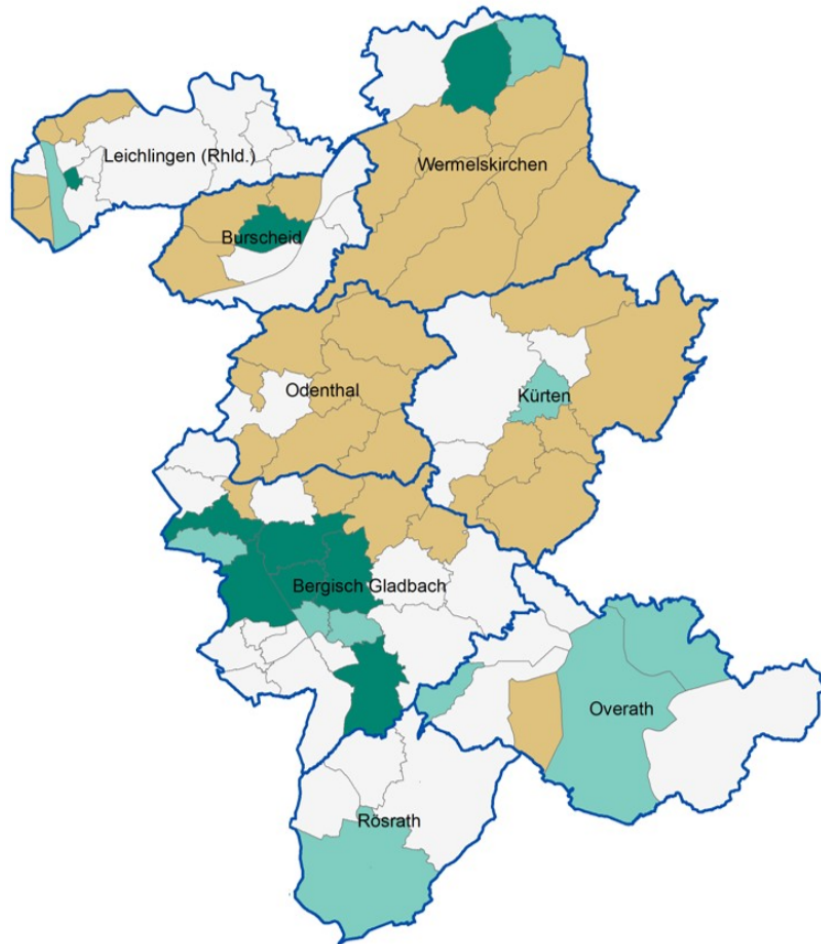 Leichlingen (Rhld.)
Wermelskirchen
Burscheid
Odenthal
Kürten
Bergisch Gladbach
Overath
Rösrath